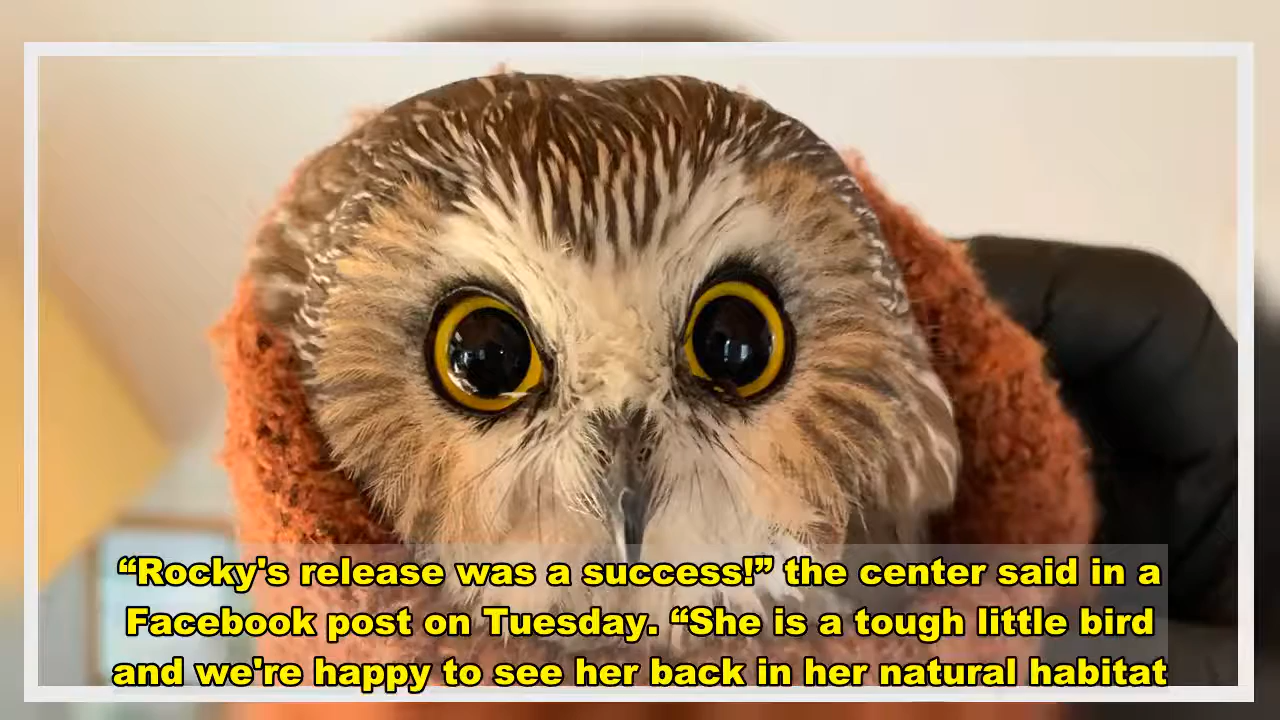 “Rocky's release was a success!” the center said in a
Facebook post on Tuesday. “She is a tough little bird
and we're happy to see her back in her natural habitat